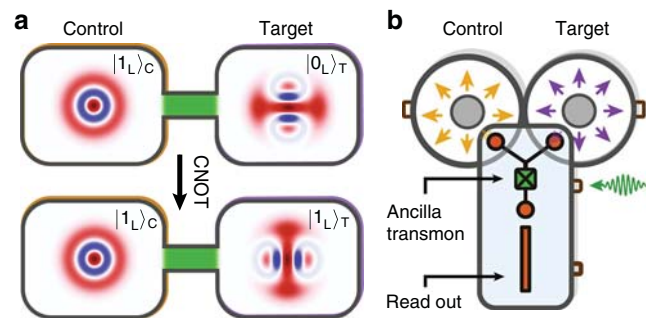 a
Control
Target
|1L⟩C
|0L⟩T
CNOT
|1L⟩C
|1L⟩T
b
Control
Target
Ancilla
transmon
Read out